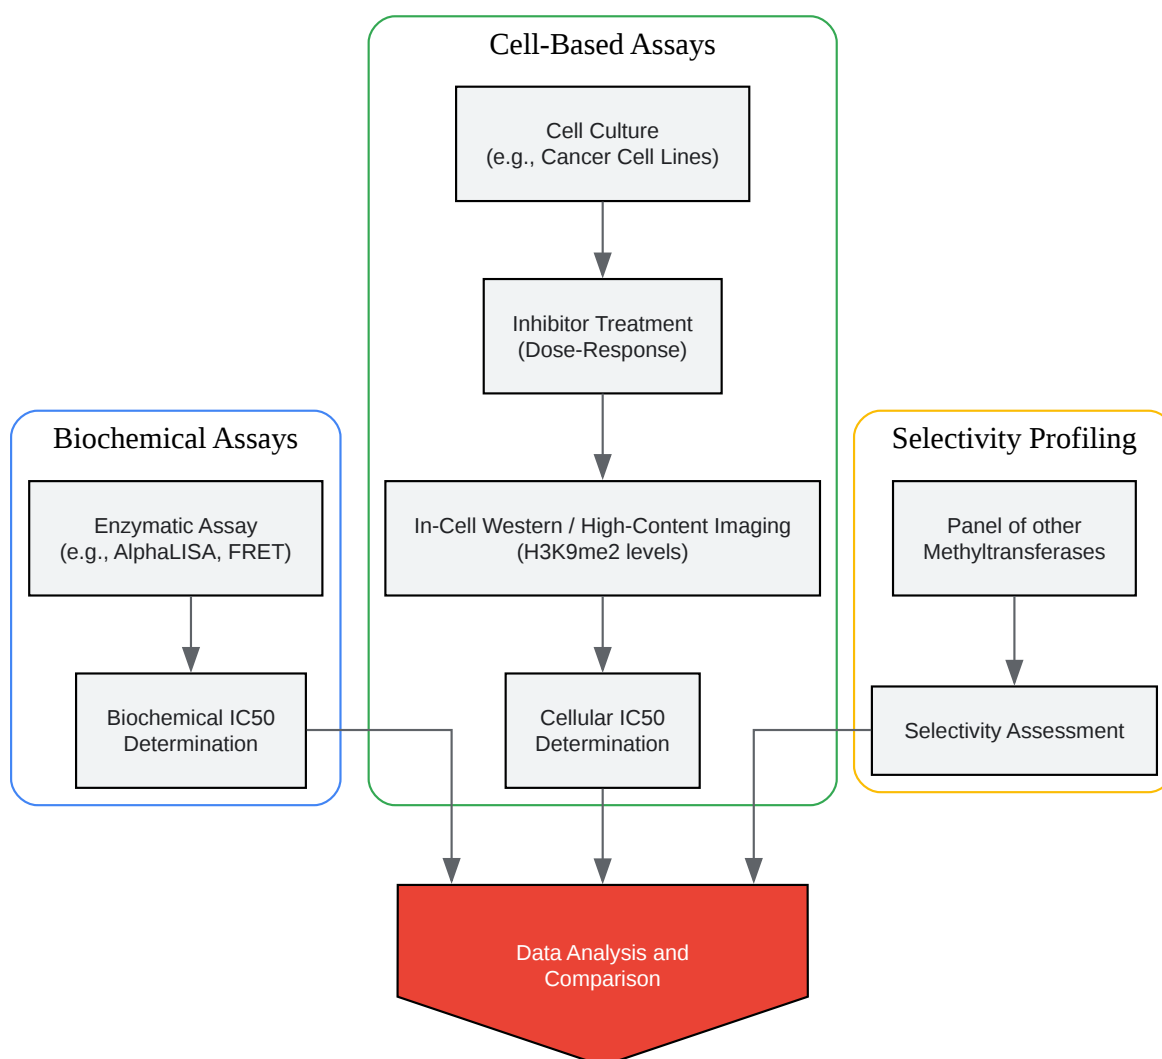 Cell-Based Assays
Cell Culture
(e.g., Cancer Cell Lines)
Inhibitor Treatment
(Dose-Response)
In-Cell Western / High-Content Imaging
(H3K9me2 levels)
Cellular IC50
Determination
Biochemical Assays
Enzymatic Assay
(e.g., AlphaLISA, FRET)
Biochemical IC50
Determination
Selectivity Profiling
Panel of other
Methyltransferases
Selectivity Assessment
Data Analysis and
Comparison